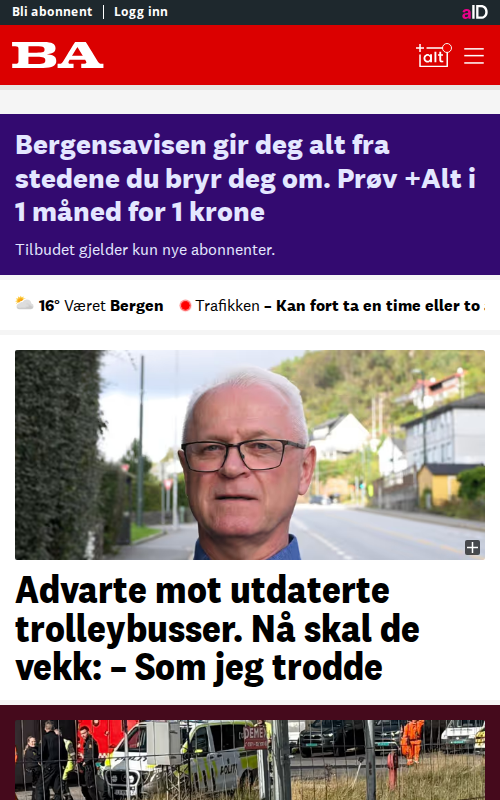 Bli abonnent | Logg inn
aID
BA
+alt
Bergensavisen gir deg alt fra
stedene du bryr deg om. Prøv +Alt i
1 måned for 1 krone
Tilbudet gjelder kun nye abonnenter.
16° Været Bergen Trafikken – Kan fort ta en time eller to
Advarte mot utdaterte
trolleybusser. Nå skal de
vekk: – Som jeg trodde
DEME
POLITI